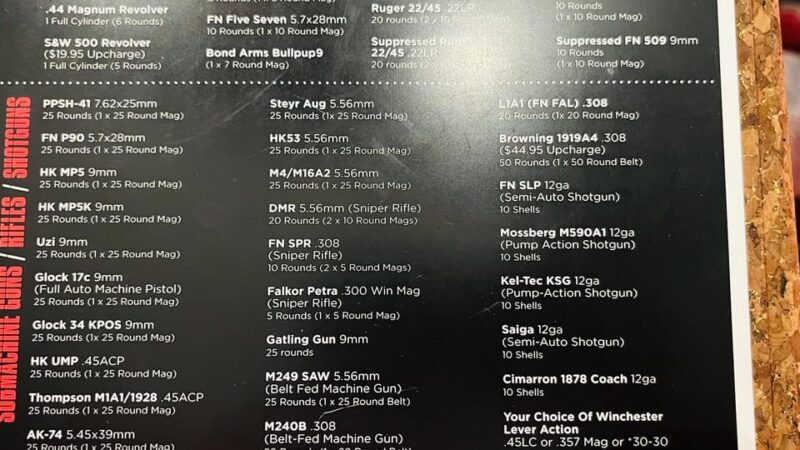 .44 Magnum Revolver
1 Full Cylinder (6 Rounds)
S&W 500 Revolver
($19.95 Upcharge)
1 Full Cylinder (5 Rounds)
FN Five Seven 5.7x28mm
10 Rounds (1 x 10 Round Mag)
Bond Arms Bullpup9
(1 x 7 Round Mag)
Ruger 22/45 .22LR
20 rounds (2 x 10 Round
Suppressed
22/45 .22LR
20 rounds
10 Rounds
(1 x 10 Round Mag)
Suppressed FN 509 9mm
10 Rounds
(1 x 10 Round Mag)
SUBMACHINE GUNS / RIFLES / SHOTGUNS
PPSH-41 7.62x25mm
25 Rounds (1 x 25 Round Mag)
FN P90 5.7x28mm
25 Rounds (1 x 25 Round Mag)
HK MP5 9mm
25 Rounds (1 x 25 Round Mag)
HK MP5K 9mm
25 Rounds (1 x 25 Round Mag)
Uzi 9mm
25 Rounds (1 x 25 Round Mag)
Glock 17c 9mm
(Full Auto Machine Pistol)
25 Rounds (1 x 25 Round Mag)
Glock 34 KPOS 9mm
25 Rounds (1 x 25 Round Mag)
HK UMP .45ACP
25 Rounds (1 x 25 Round Mag)
Thompson M1A1/1928 .45ACP
25 Rounds (1 x 25 Round Mag)
AK-74 5.45x39mm
25 Rounds (1 x 25 Round Mag)
Steyr Aug 5.56mm
25 Rounds (1x 25 Round Mag)
HK53 5.56mm
25 Rounds (1 x 25 Round Mag)
M4/M16A2 5.56mm
25 Rounds (1 x 25 Round Mag)
DMR 5.56mm (Sniper Rifle)
20 Rounds (2 x 10 Round Mags)
FN SPR .308
(Sniper Rifle)
10 Rounds (2 x 5 Round Mags)
Falkor Petra .300 Win Mag
(Sniper Rifle)
5 Rounds (1 x 5 Round Mag)
Gatling Gun 9mm
25 rounds
M249 SAW 5.56mm
(Belt Fed Machine Gun)
25 Rounds (1 x 25 Round Belt)
M240B .308
(Belt-Fed Machine Gun)
L1A1 (FN FAL) .308
20 Rounds (1x 20 Round Mag)
Browning 1919A4 .308
($44.95 Upcharge)
50 Rounds (1 x 50 Round Belt)
FN SLP 12ga
(Semi-Auto Shotgun)
10 Shells
Mossberg M590A1 12ga
(Pump Action Shotgun)
10 Shells
Kel-Tec KSG 12ga
(Pump-Action Shotgun)
10 Shells
Saiga 12ga
(Semi-Auto Shotgun)
10 Shells
Cimarron 1878 Coach 12ga
10 Shells
Your Choice Of Winchester
Lever Action
.45LC or .357 Mag or *30-30